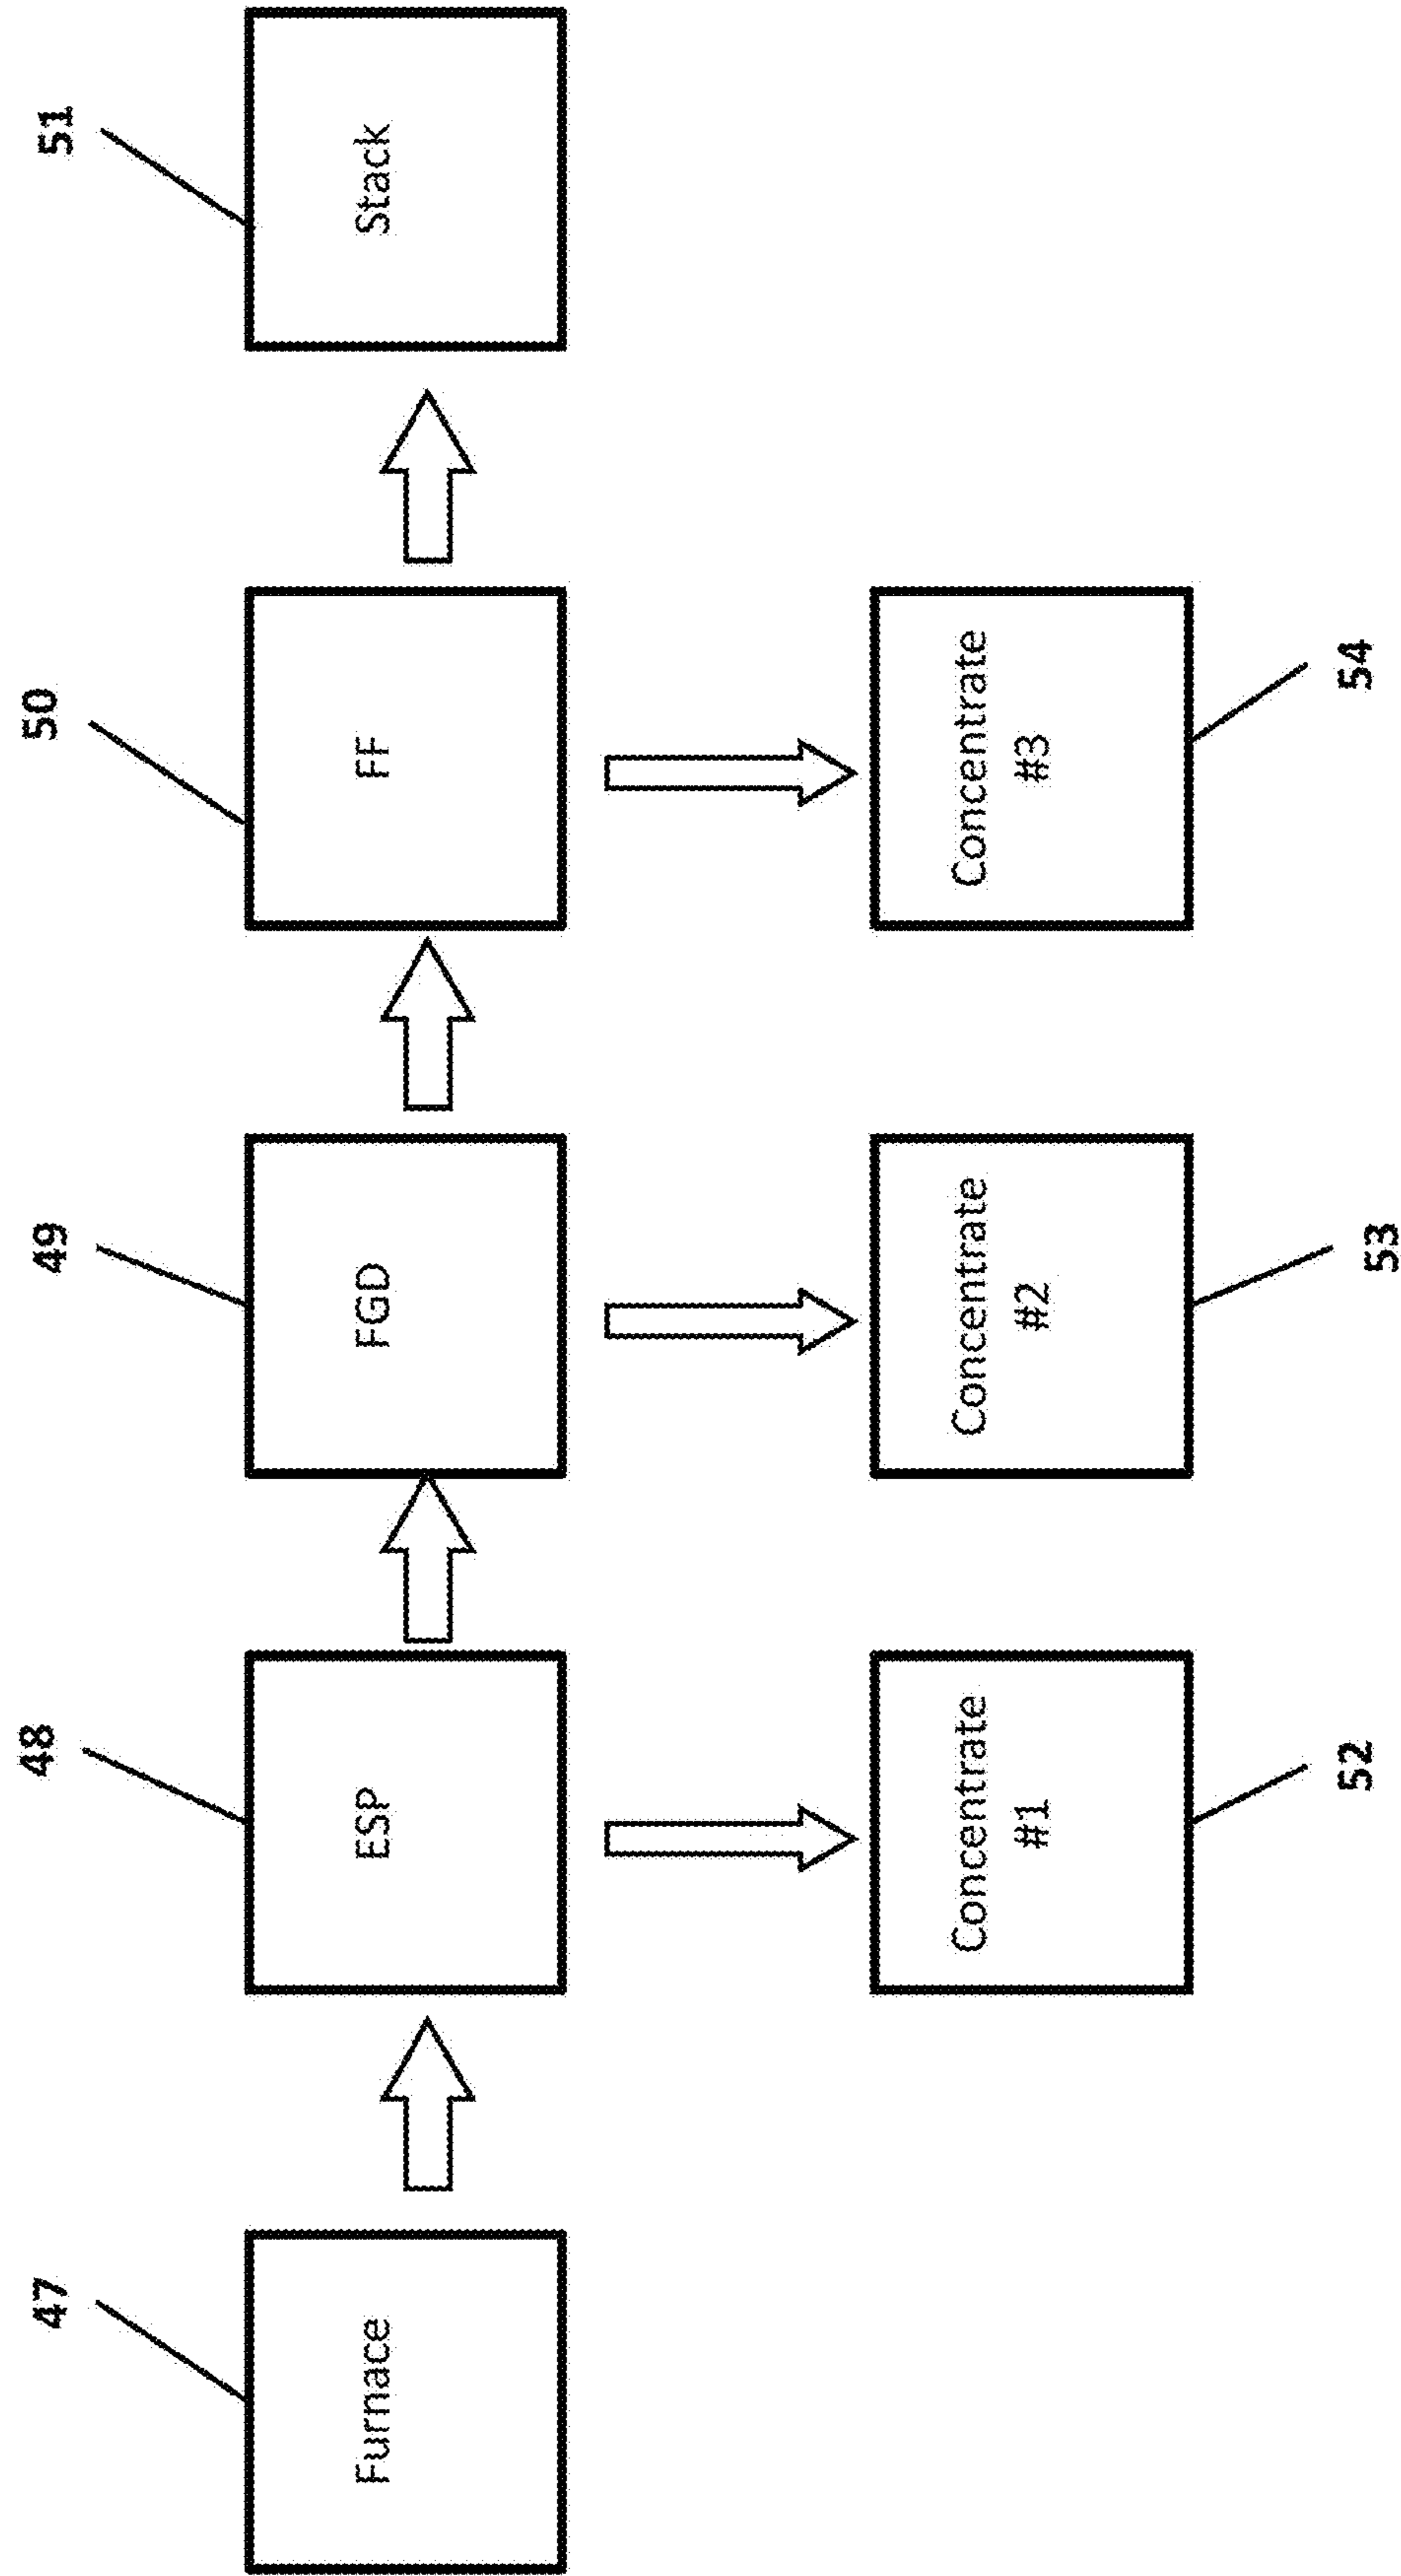 47
48
49
50
51
Furnace
ESP
FGD
FF
Stack
Concentrate
#1
Concentrate
#2
Concentrate
#3
52
53
54